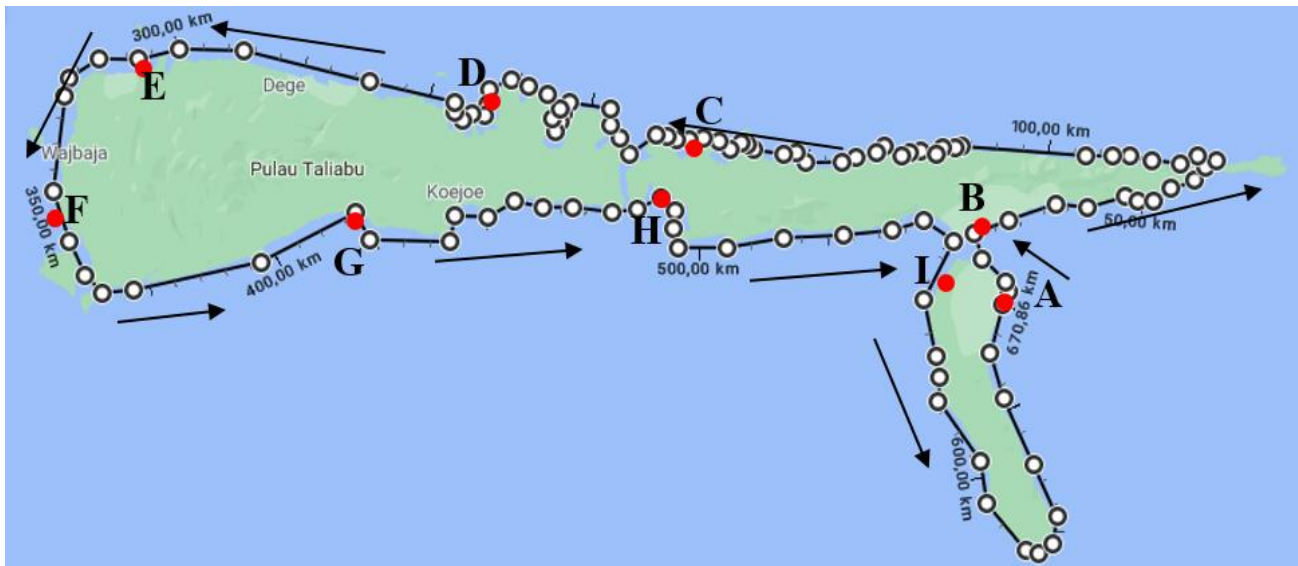 300,00 km
D
E
Dege
C
100,00 km
Wajbaja
Pulau Taliabu
Koejoe
350,00 km
F
B
H
G
50,00 km
400,00 km
500,00 km
I
A
670,86 km
600,00 km